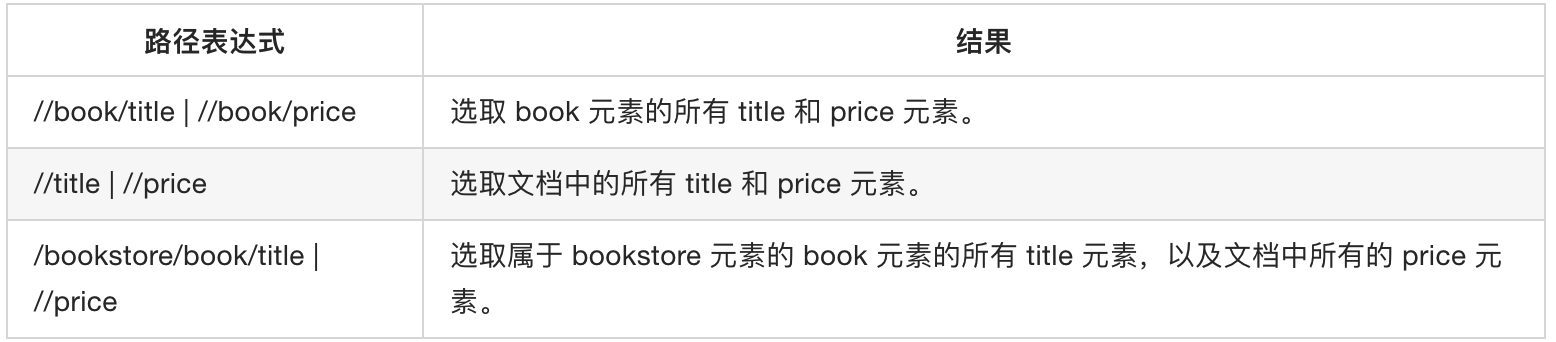 路径表达式 结果
//book/title | //book/price 选取 book 元素的所有 title 和 price 元素。
//title | //price 选取文档中的所有 title 和 price 元素。
/bookstore/book/title | 选取属于 bookstore 元素的 book 元素的所有 title 元素，以及文档中所有的 price 元
//price 素。